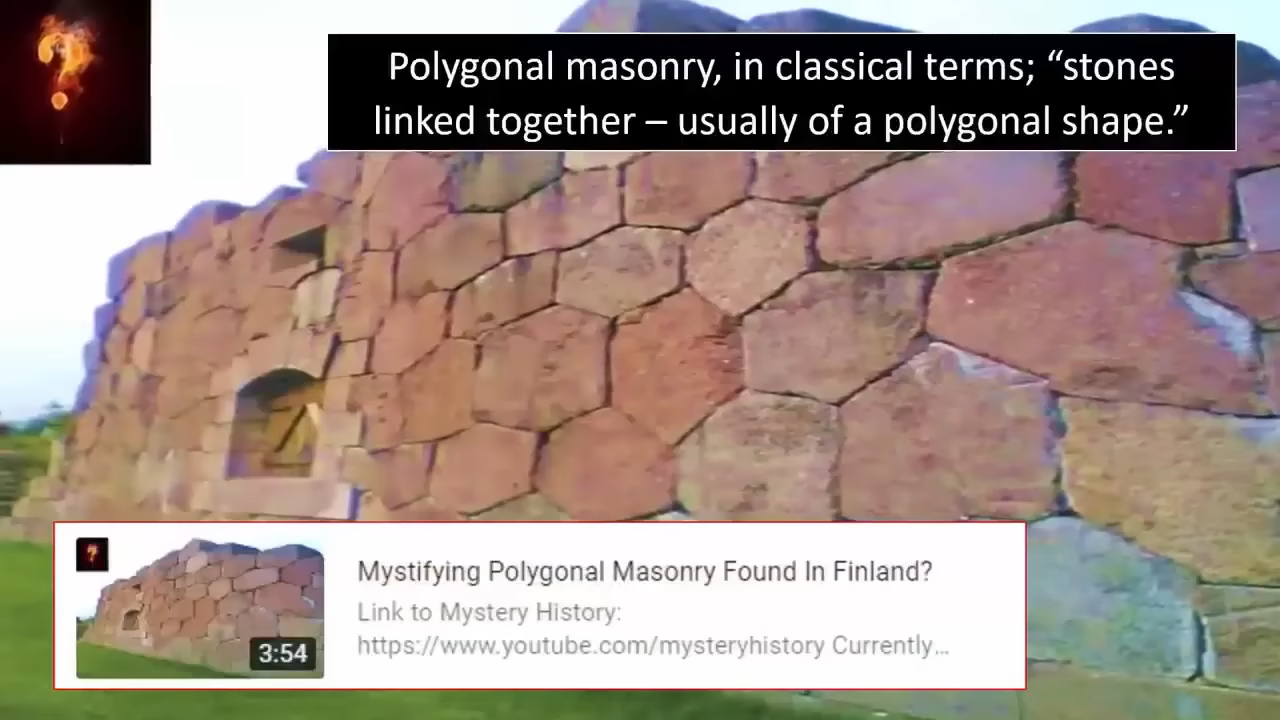 Polygonal masonry, in classical terms; “stones
linked together – usually of a polygonal shape.”
Mystifying Polygonal Masonry Found In Finland?
Link to Mystery History:
https://www.youtube.com/mysteryhistory Currently...
3:54